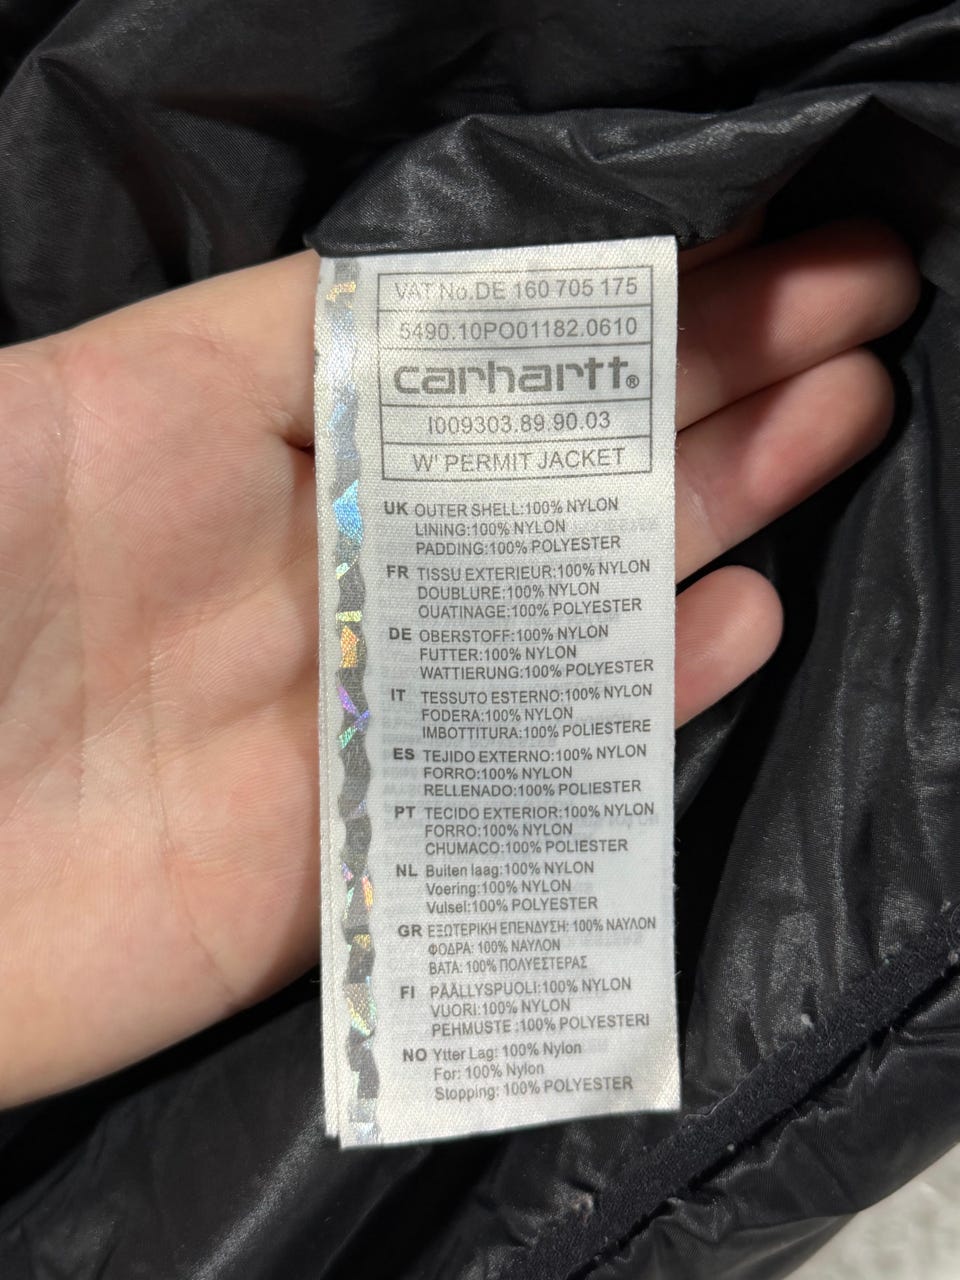 VAT No.DE 160 705 175
5490.10PO01182.0610
carhartt®
I009303.89.90.03
W' PERMIT JACKET
UK OUTER SHELL:100% NYLON
LINING:100% NYLON
PADDING:100% POLYESTER
FR TISSU EXTERIEUR:100% NYLON
DOUBLURE:100% NYLON
OUATINAGE:100% POLYESTER
DE OBERSTOFF:100% NYLON
FUTTER:100% NYLON
WATTIERUNG:100% POLYESTER
IT TESSUTO ESTERNO:100% NYLON
FODERA:100% NYLON
IMBOTTITURA:100% POLIESTERE
ES TEJIDO EXTERNO:100% NYLON
FORRO:100% NYLON
RELLENADO:100% POLIESTER
PT TECIDO EXTERIOR:100% NYLON
FORRO:100% NYLON
CHUMACO:100% POLIESTER
NL Buiten laag:100% NYLON
Voering:100% NYLON
Vulsel:100% POLYESTER
GR ΕΞΩΤΕΡΙΚΗ ΕΠΕΝΔΥΣΗ: 100% ΝΑΥΛΟΝ
ΦΟΔΡΑ: 100% ΝΑΥΛΟΝ
ΒΑΤΑ: 100% ΠΟΛΥΕΣΤΕΡΑΣ
FI PÄÄLLYSPUOLI:100% NYLON
VUORI:100% NYLON
PEHMUSTE :100% POLYESTERI
NO Ytter Lag: 100% Nylon
For: 100% Nylon
Stopping: 100% POLYESTER